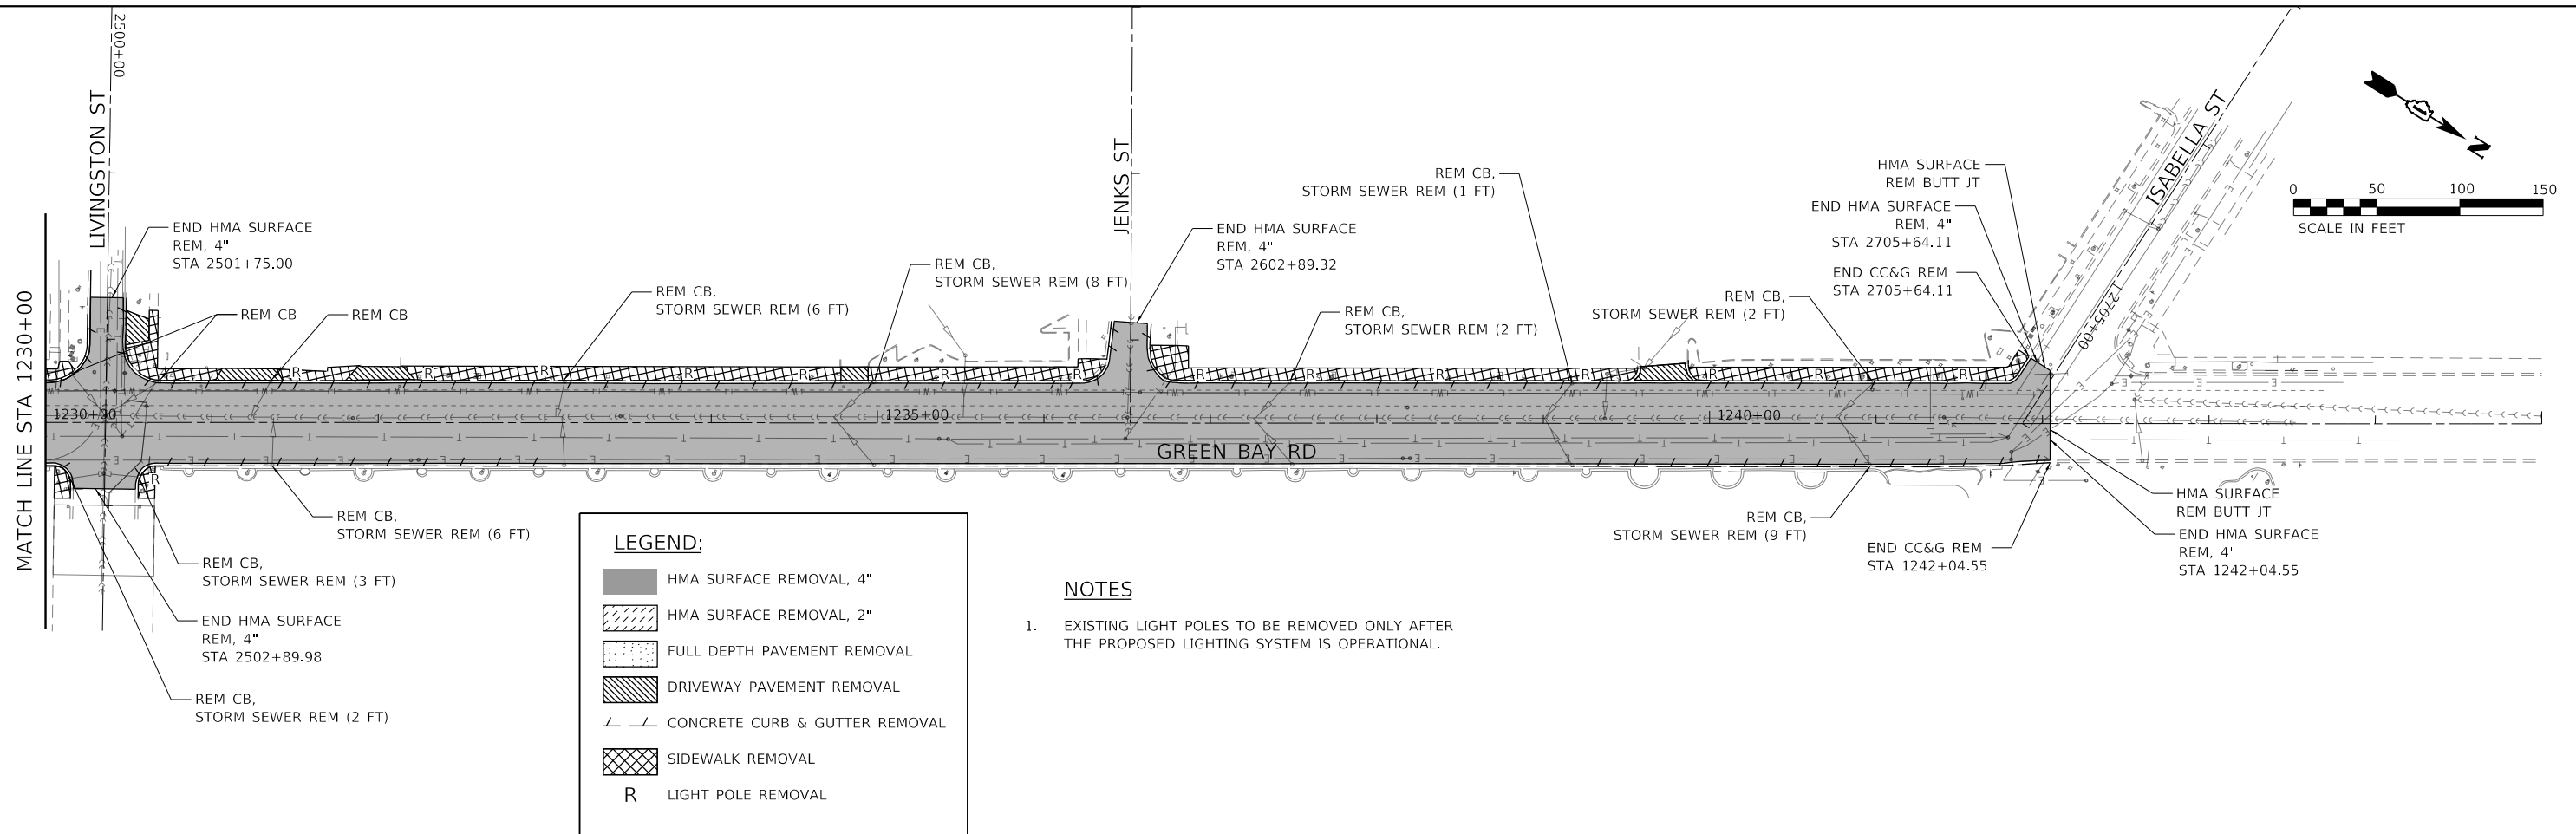 2500+00
LIVINGSTON ST
MATCH LINE STA 1230+00
END HMA SURFACE
REM, 4"
STA 2501+75.00
REM CB
REM CB
REM CB,
STORM SEWER REM (6 FT)
REM CB,
STORM SEWER REM (8 FT)
JENKS ST
END HMA SURFACE
REM, 4"
STA 2602+89.32
REM CB,
STORM SEWER REM (1 FT)
REM CB,
STORM SEWER REM (2 FT)
REM CB,
STORM SEWER REM (2 FT)
HMA SURFACE
REM BUTT JT
END HMA SURFACE
REM, 4"
STA 2705+64.11
END CC&G REM
STA 2705+64.11
ISABELLA ST
2705+00
N
0 50 100 150
SCALE IN FEET
R R R R R R R R R R R R R R R
1230+00
1235+00
1240+00
GREEN BAY RD
R
REM CB,
STORM SEWER REM (6 FT)
REM CB,
STORM SEWER REM (3 FT)
END HMA SURFACE
REM, 4"
STA 2502+89.98
REM CB,
STORM SEWER REM (2 FT)
REM CB,
STORM SEWER REM (9 FT)
END CC&G REM
STA 1242+04.55
HMA SURFACE
REM BUTT JT
END HMA SURFACE
REM, 4"
STA 1242+04.55
LEGEND:
HMA SURFACE REMOVAL, 4"
HMA SURFACE REMOVAL, 2"
FULL DEPTH PAVEMENT REMOVAL
DRIVEWAY PAVEMENT REMOVAL
CONCRETE CURB & GUTTER REMOVAL
SIDEWALK REMOVAL
R LIGHT POLE REMOVAL
NOTES
1. EXISTING LIGHT POLES TO BE REMOVED ONLY AFTER
THE PROPOSED LIGHTING SYSTEM IS OPERATIONAL.